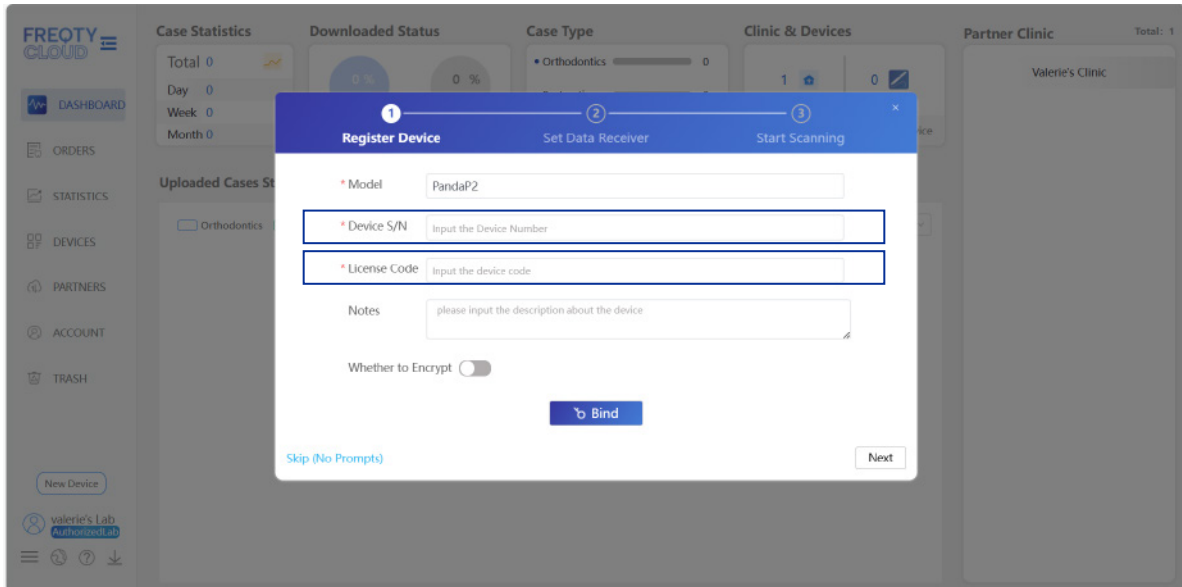 FREQTY
CLOUD
DASHBOARD
ORDERS
STATISTICS
DEVICES
PARTNERS
ACCOUNT
TRASH
New Device
valerie's Lab
AuthorizedLab
Case Statistics
Total 0
Day 0
Week 0
Month 0
Downloaded Status
0 %
0 %
Case Type
Orthodontics 0
Clinic & Devices
1
0
Partner Clinic Total: 1
Valerie's Clinic
Uploaded Cases St
Orthodontics
1
Register Device
2
Set Data Receiver
3
Start Scanning
×
* Model PandaP2
* Device S/N Input the Device Number
* License Code Input the device code
Notes please input the description about the device
Whether to Encrypt
Bind
Skip (No Prompts)
Next